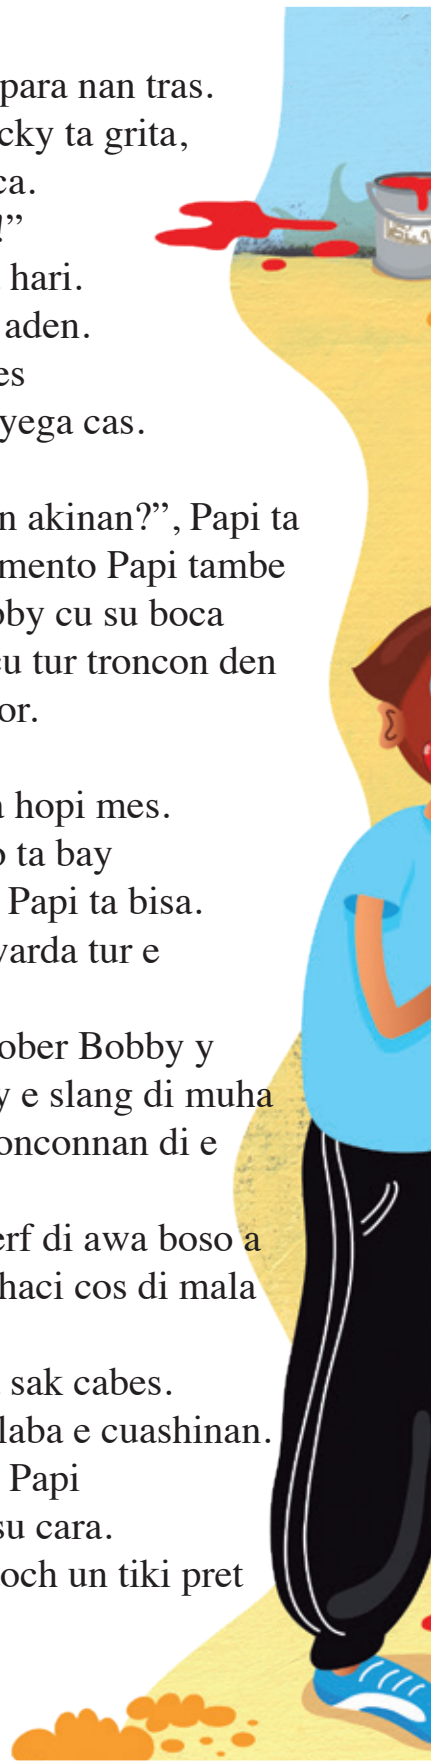 para nan tras.
cky ta grita,
ca.
!”
hari.
aden.
es
yega cas.
n akinan?”, Papi ta
mento Papi tambe
bby cu su boca
cu tur troncon den
or.
a hopi mes.
o ta bay
Papi ta bisa.
warda tur e
ober Bobby y
y e slang di muha
onconnan di e
erf di awa boso a
haci cos di mala
sak cabes.
laba e cuashinan.
Papi
su cara.
och un tiki pret